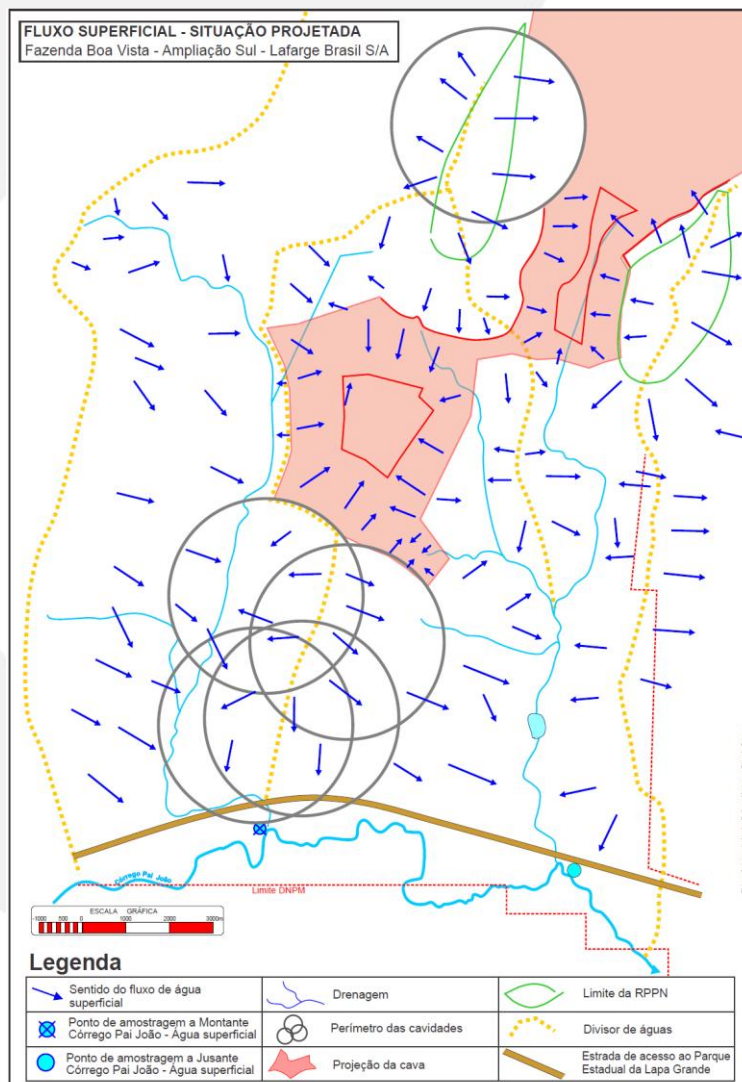 FLUXO SUPERFICIAL - SITUAÇÃO PROJETADA
Fazenda Boa Vista - Ampliação Sul - Lafarge Brasil S/A
Córrego Pai João
Limite DNPM
ESCALA GRÁFICA
-1000 500 0 1000 2000 3000m
Legenda
Sentido do fluxo de água
superficial
Drenagem
Limite da RPPN
Ponto de amostragem a Montante
Córrego Pai João - Água superficial
Perímetro das cavidades
Divisor de águas
Ponto de amostragem a Jusante
Córrego Pai João - Água superficial
Projeção da cava
Estrada de acesso ao Parque
Estadual da Lapa Grande